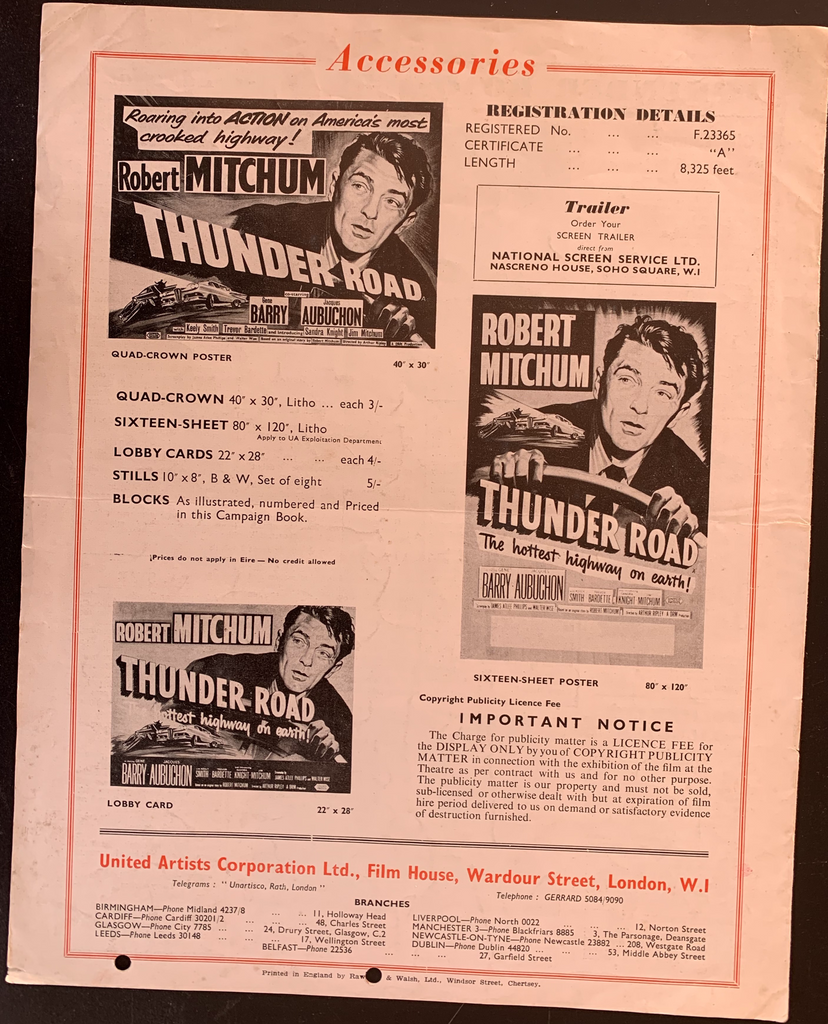 Accessories
Roaring into ACTION on America's most
crooked highway!
Robert MITCHUM
THUNDER ROAD
CO-STARRING
Gene BARRY
Jacques AUBUCHON
with Keely Smith Trevor Bardette and introducing Sandra Knight Jim Mitchum
QUAD-CROWN POSTER
40" x 30"
QUAD-CROWN 40" x 30", Litho ... each 3/-
SIXTEEN-SHEET 80" x 120", Litho
Apply to UA Exploitation Department
LOBBY CARDS 22" x 28" ... ... each 4/-
STILLS 10" x 8", B & W, Set of eight 5/-
BLOCKS As illustrated, numbered and Priced
in this Campaign Book.
Prices do not apply in Eire — No credit allowed
ROBERT MITCHUM
THUNDER ROAD
hottest highway on earth!
GENE BARRY JACQUES AUBUCHON
SMITH BARDETTE KNIGHT MITCHUM
LOBBY CARD
22" x 28"
REGISTRATION DETAILS
REGISTERED No. ... ... F.23365
CERTIFICATE ... ... ... "A"
LENGTH ... ... ... 8,325 feet
Trailer
Order Your
SCREEN TRAILER
direct from
NATIONAL SCREEN SERVICE LTD.
NASCRENO HOUSE, SOHO SQUARE, W.I
ROBERT
MITCHUM
THUNDER ROAD
The hottest highway on earth!
BARRY AUBUCHON
SMITH BARDETTE KNIGHT MITCHUM
SIXTEEN-SHEET POSTER
80" x 120"
Copyright Publicity Licence Fee
IMPORTANT NOTICE
The Charge for publicity matter is a LICENCE FEE for
the DISPLAY ONLY by you of COPYRIGHT PUBLICITY
MATTER in connection with the exhibition of the film at the
Theatre as per contract with us and for no other purpose.
The publicity matter is our property and must not be sold,
sub-licensed or otherwise dealt with but at expiration of film
hire period delivered to us on demand or satisfactory evidence
of destruction furnished.
United Artists Corporation Ltd., Film House, Wardour Street, London, W.I
Telegrams : "Unartisco, Rath, London"
Telephone : GERRARD 5084/9090
BRANCHES
BIRMINGHAM—Phone Midland 4237/8 ... ... 11, Holloway Head
CARDIFF—Phone Cardiff 30201/2 ... ... ... 48, Charles Street
GLASGOW—Phone City 7785 ... ... 24, Drury Street, Glasgow, C.2
LEEDS—Phone Leeds 30148 ... ... ... 17, Wellington Street
BELFAST—Phone 22536 ... ... ... 27, Garfield Street
LIVERPOOL—Phone North 0022 ... ... ... 12, Norton Street
MANCHESTER 3—Phone Blackfriars 8885 : 3, The Parsonage, Deansgate
NEWCASTLE-ON-TYNE—Phone Newcastle 23882 ... 208, Westgate Road
DUBLIN—Phone Dublin 44820 ... ... ... 53, Middle Abbey Street
Printed in England by & Walsh, Ltd., Windsor Street, Chertsey.